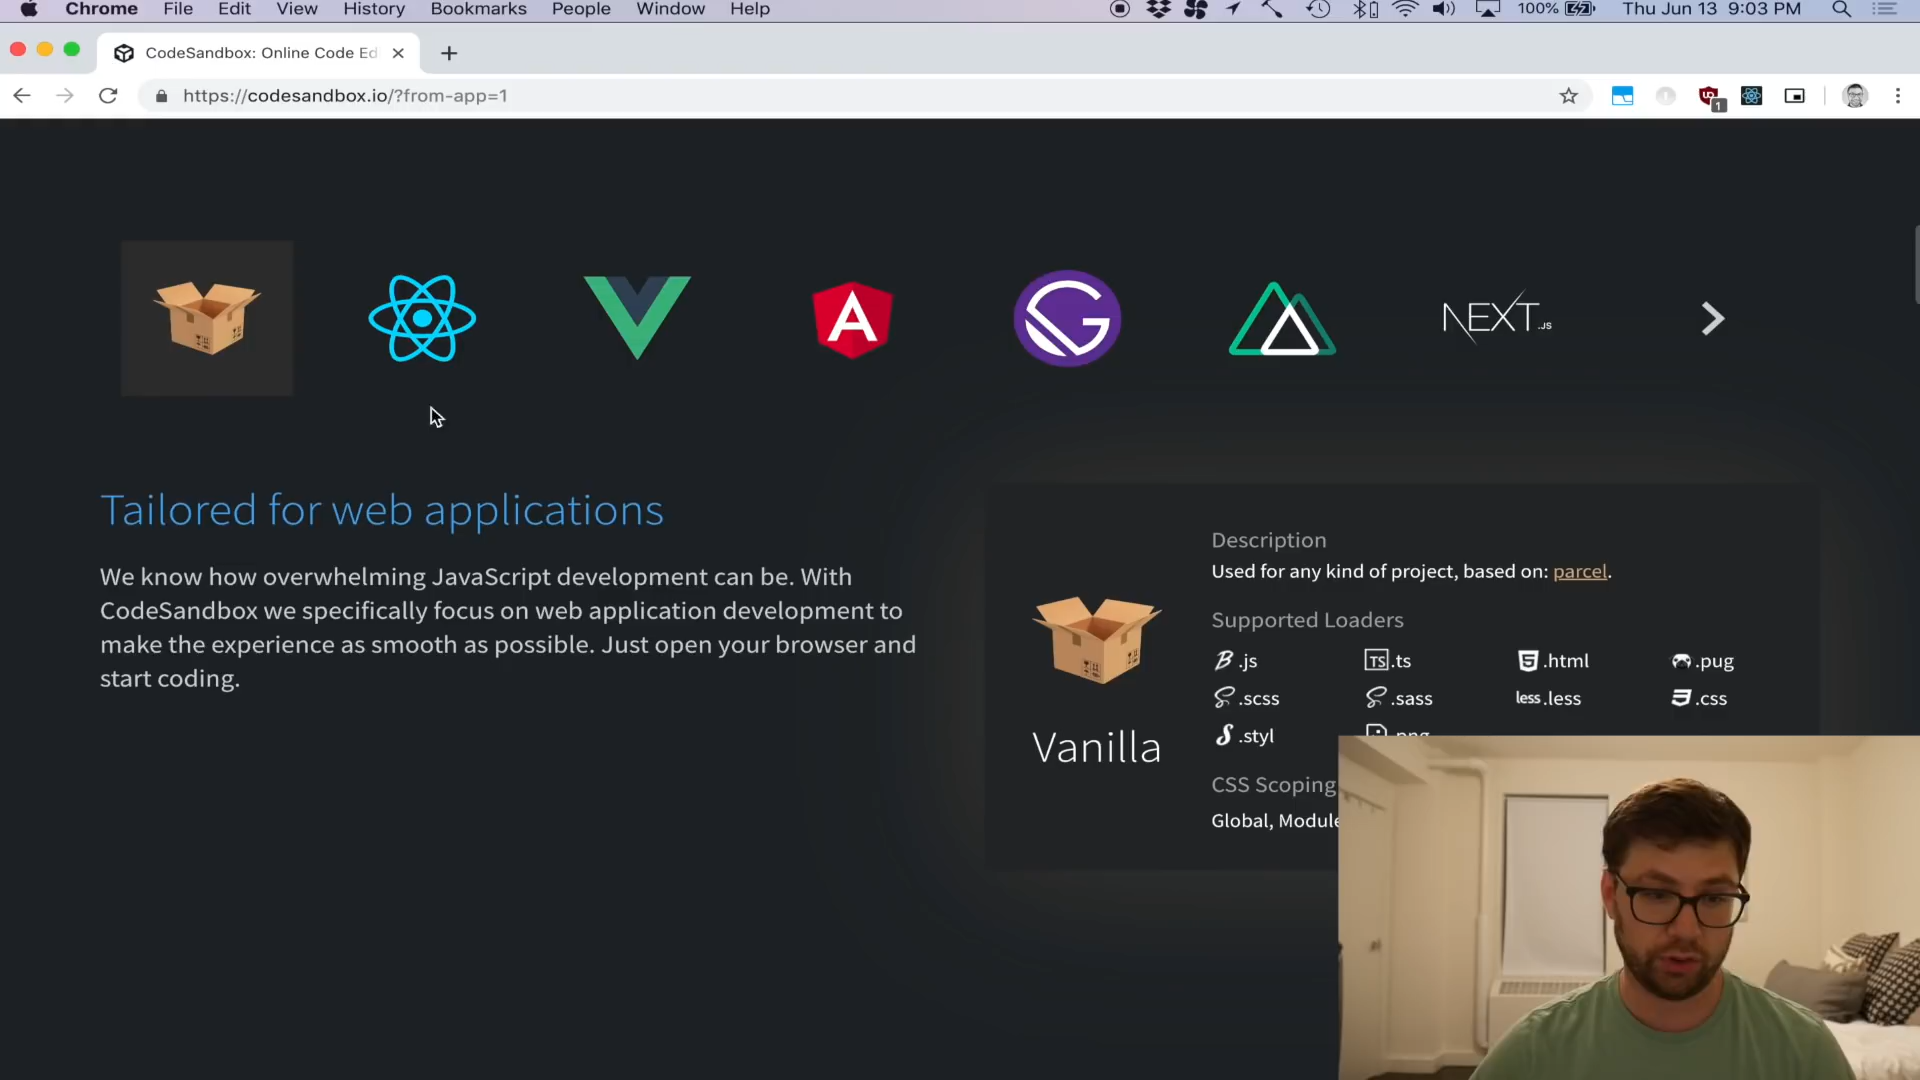 Chrome File Edit View History Bookmarks People Window Help 100% Thu Jun 13 9:03 PM
CodeSandbox: Online Code Ed
https://codesandbox.io/?from-app=1
1
NEXT.JS
Tailored for web applications
We know how overwhelming JavaScript development can be. With
CodeSandbox we specifically focus on web application development to
make the experience as smooth as possible. Just open your browser and
start coding.
Vanilla
Description
Used for any kind of project, based on: parcel.
Supported Loaders
.js TS .ts .html .pug
.scss .sass less .less .css
.styl .png
CSS Scoping
Global, Module